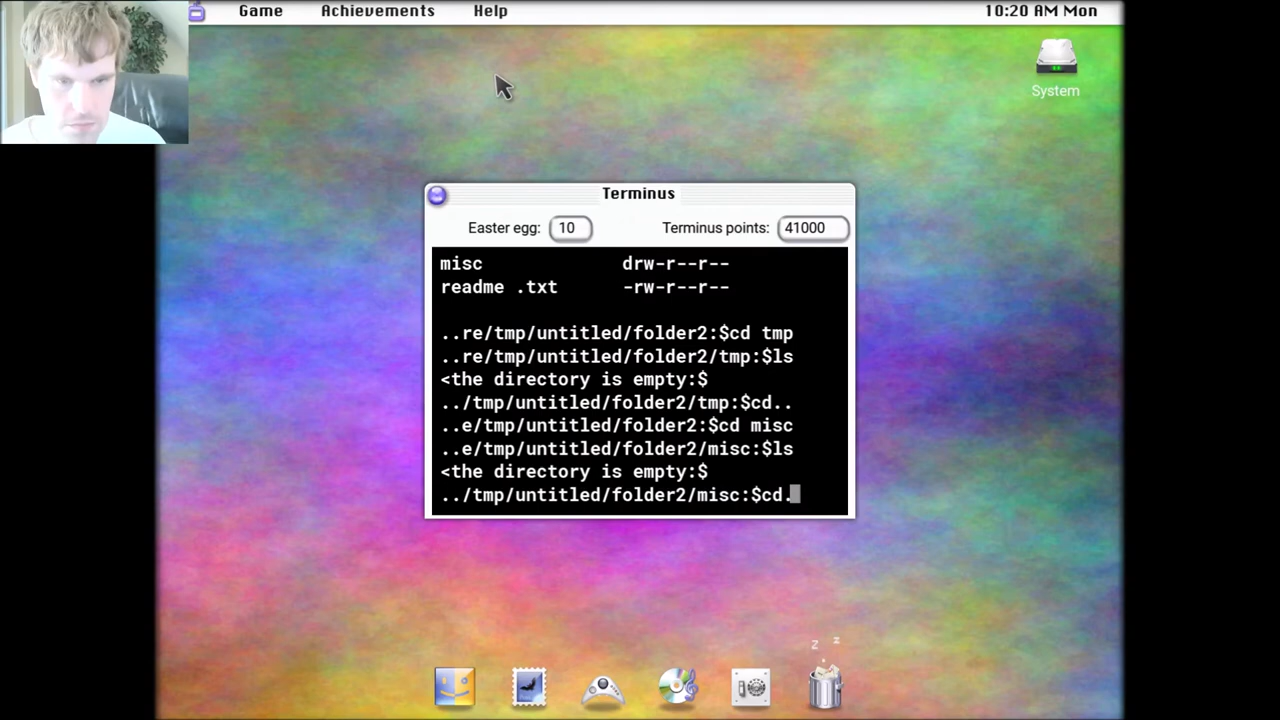 Game Achievements Help 10:20 AM Mon
System
Terminus
Easter egg: 10 Terminus points: 41000
misc drw-r--r--
readme .txt -rw-r--r--
..re/tmp/untitled/folder2:$cd tmp
..re/tmp/untitled/folder2/tmp:$ls
<the directory is empty:$
../tmp/untitled/folder2/tmp:$cd..
..e/tmp/untitled/folder2:$cd misc
..e/tmp/untitled/folder2/misc:$ls
<the directory is empty:$
../tmp/untitled/folder2/misc:$cd.
z z